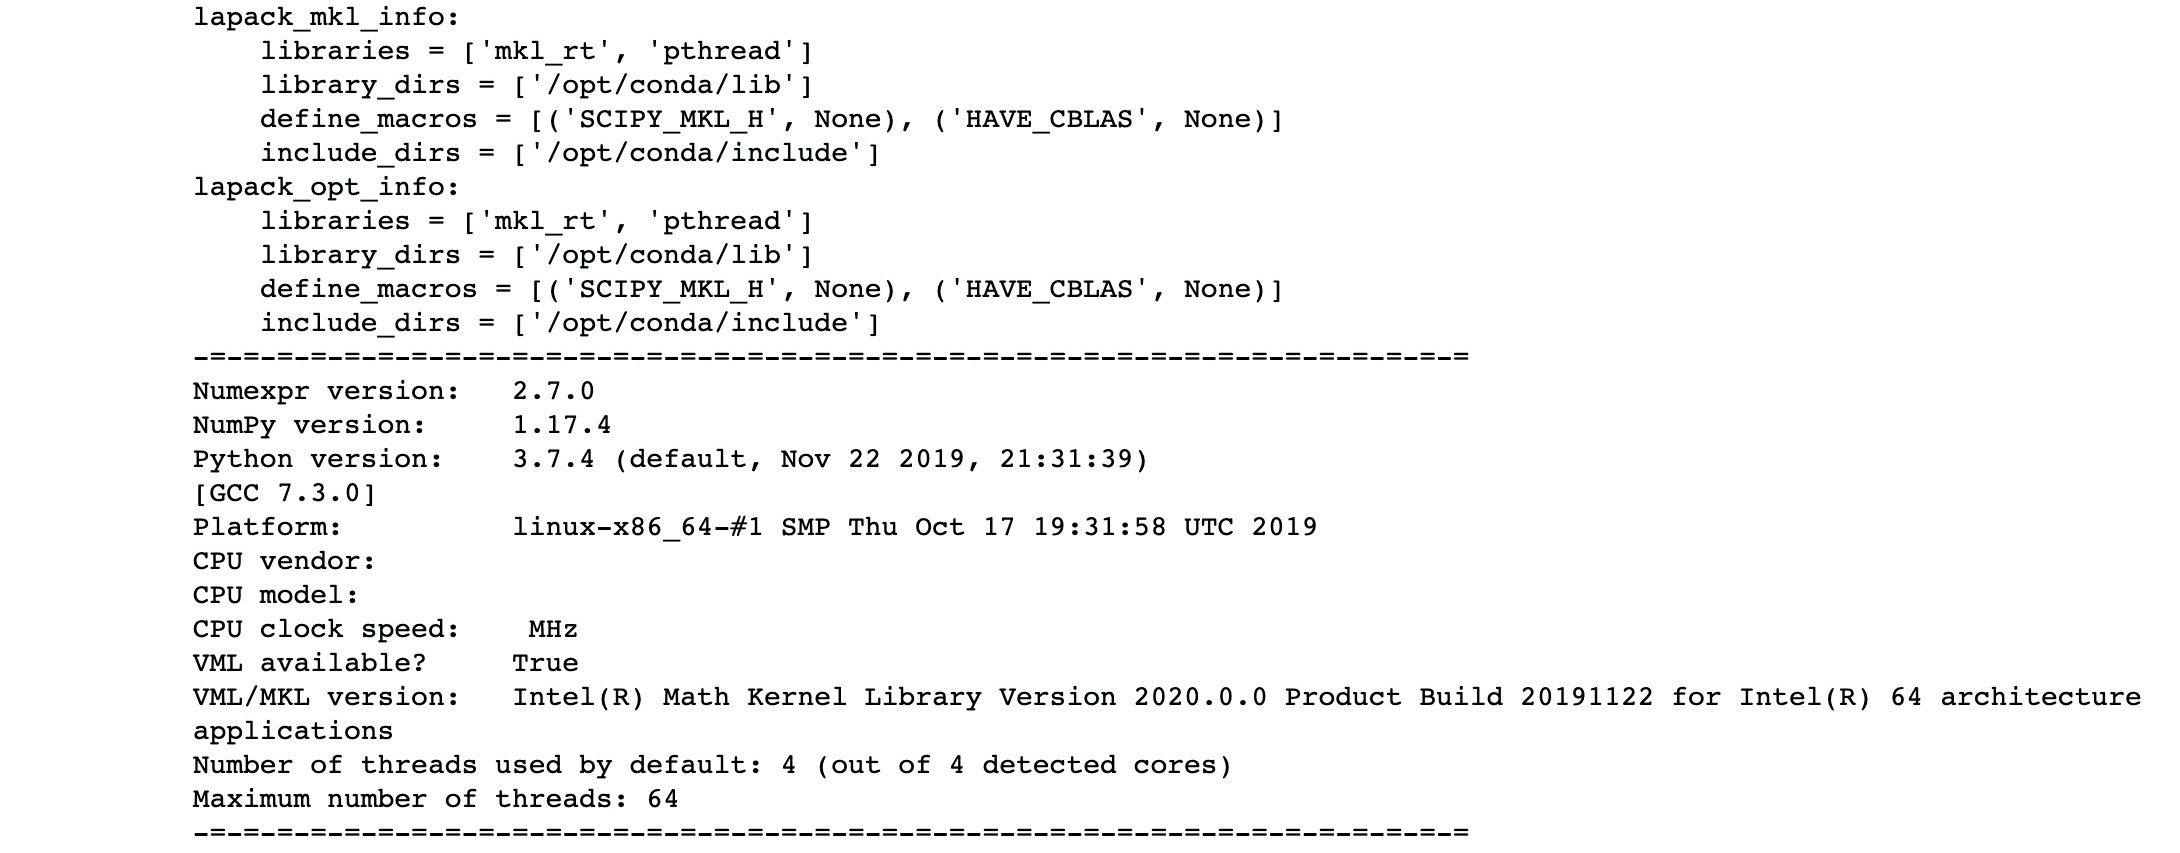 lapack_mkl_info:
    libraries = ['mkl_rt', 'pthread']
    library_dirs = ['/opt/conda/lib']
    define_macros = [('SCIPY_MKL_H', None), ('HAVE_CBLAS', None)]
    include_dirs = ['/opt/conda/include']
lapack_opt_info:
    libraries = ['mkl_rt', 'pthread']
    library_dirs = ['/opt/conda/lib']
    define_macros = [('SCIPY_MKL_H', None), ('HAVE_CBLAS', None)]
    include_dirs = ['/opt/conda/include']
-=-=-=-=-=-=-=-=-=-=-=-=-=-=-=-=-=-=-=-=-=-=-=-=-=-=-=-=-=-=-=-=-=-=-=-=-=-=
Numexpr version:   2.7.0
NumPy version:     1.17.4
Python version:    3.7.4 (default, Nov 22 2019, 21:31:39)
[GCC 7.3.0]
Platform:          linux-x86_64-#1 SMP Thu Oct 17 19:31:58 UTC 2019
CPU vendor:
CPU model:
CPU clock speed:    MHz
VML available?     True
VML/MKL version:   Intel(R) Math Kernel Library Version 2020.0.0 Product Build 20191122 for Intel(R) 64 architecture
applications
Number of threads used by default: 4 (out of 4 detected cores)
Maximum number of threads: 64
-=-=-=-=-=-=-=-=-=-=-=-=-=-=-=-=-=-=-=-=-=-=-=-=-=-=-=-=-=-=-=-=-=-=-=-=-=-=